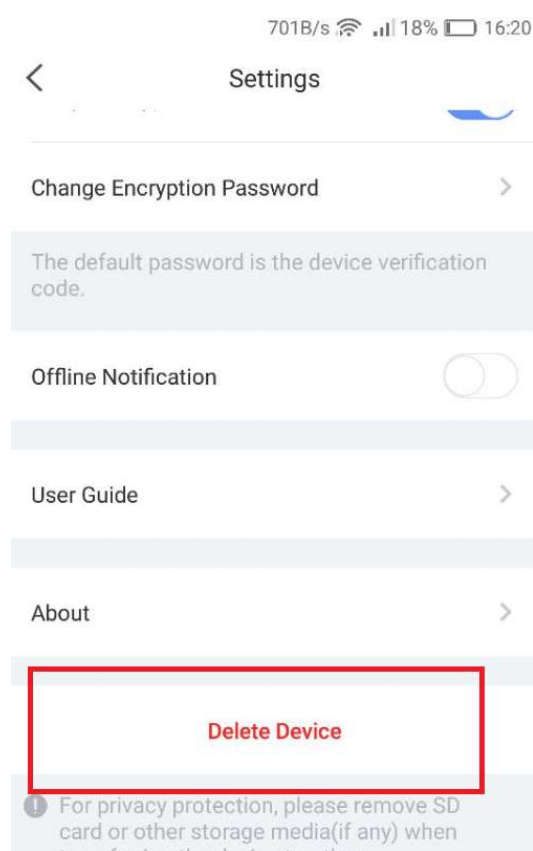 701B/s 18% 16:20
Settings
Change Encryption Password
The default password is the device verification
code.
Offline Notification
User Guide
About
Delete Device
For privacy protection, please remove SD
card or other storage media(if any) when